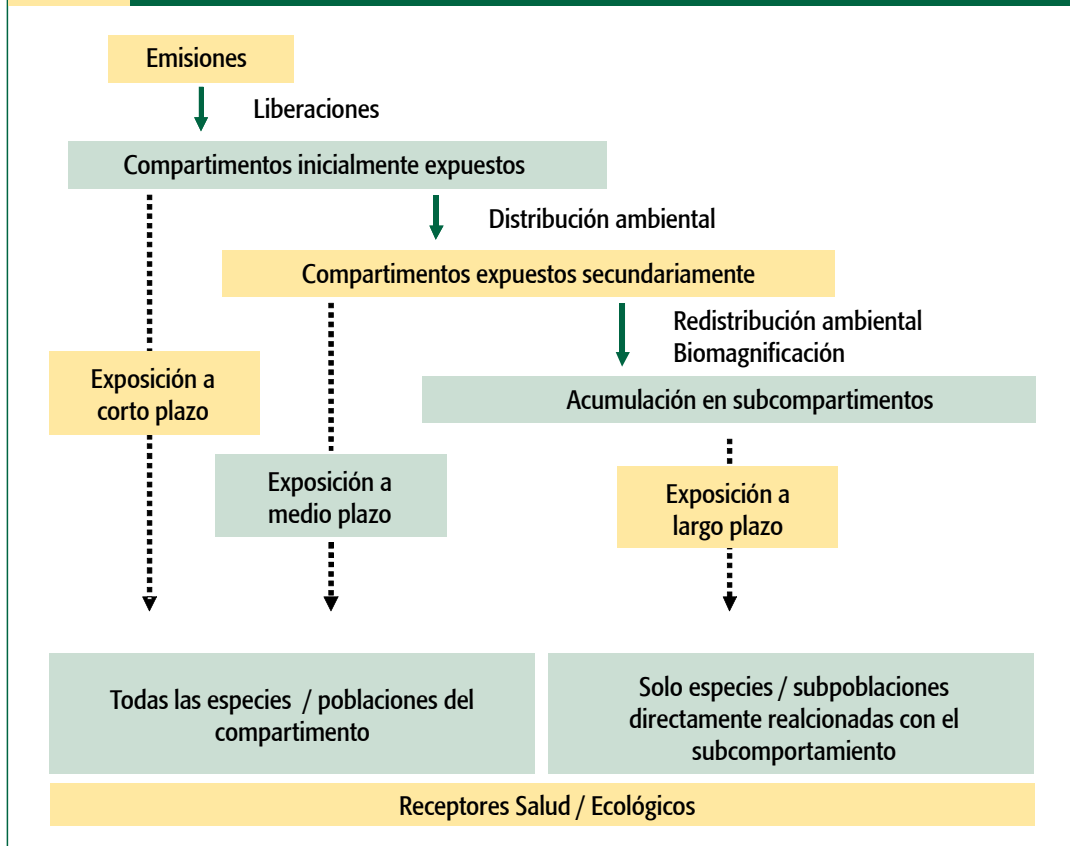 Emisiones
Liberaciones
Compartimentos inicialmente expuestos
Distribución ambiental
Compartimentos expuestos secundariamente
Redistribución ambiental
Biomagnificación
Exposición a
corto plazo
Acumulación en subcompartimentos
Exposición a
medio plazo
Exposición a
largo plazo
Todas las especies / poblaciones del
compartimento
Solo especies / subpoblaciones
directamente realcionadas con el
subcomportamiento
Receptores Salud / Ecológicos